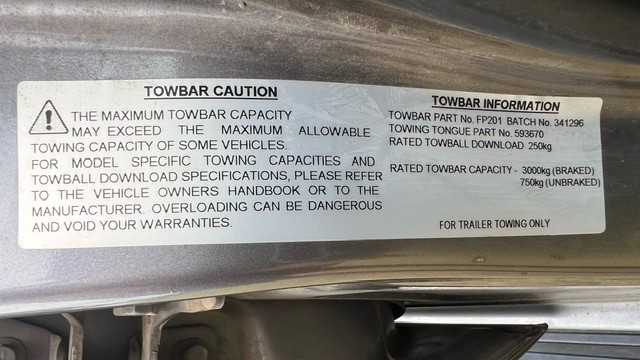 TOWBAR CAUTION
THE MAXIMUM TOWBAR CAPACITY
MAY EXCEED THE MAXIMUM ALLOWABLE
TOWING CAPACITY OF SOME VEHICLES.
FOR MODEL SPECIFIC TOWING CAPACITIES AND
TOWBALL DOWNLOAD SPECIFICATIONS, PLEASE REFER
TO THE VEHICLE OWNERS HANDBOOK OR TO THE
MANUFACTURER. OVERLOADING CAN BE DANGEROUS
AND VOID YOUR WARRANTIES.
TOWBAR INFORMATION
TOWBAR PART No. FP201 BATCH No. 341296
TOWING TONGUE PART No. 593670
RATED TOWBALL DOWNLOAD 250kg
RATED TOWBAR CAPACITY - 3000kg (BRAKED)
750kg (UNBRAKED)
FOR TRAILER TOWING ONLY